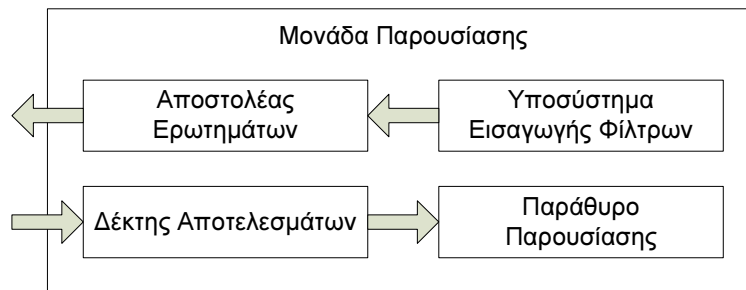 Μονάδα Παρουσίασης
Αποστολέας
Ερωτημάτων
Υποσύστημα
Εισαγωγής Φίλτρων
Δέκτης Αποτελεσμάτων
Παράθυρο
Παρουσίασης